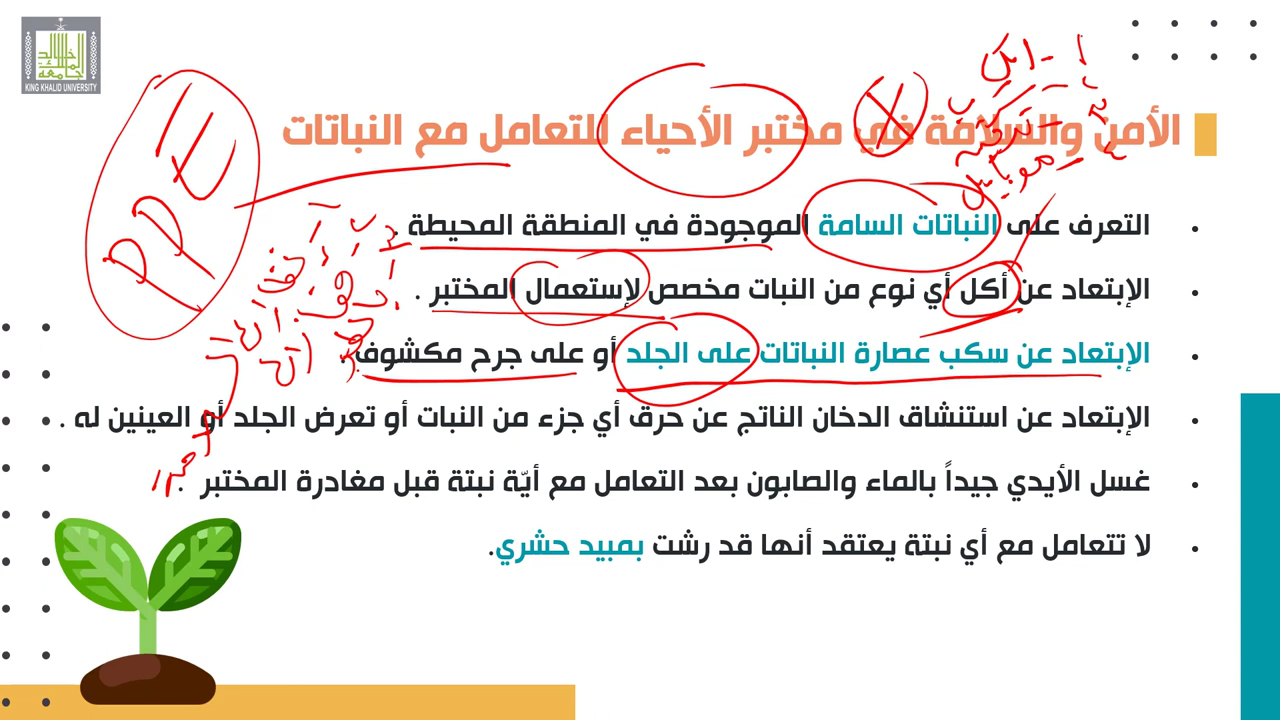 جامعة الملك خالد
KING KHALID UNIVERSITY
PPE
الأمن والسلامة في مختبر الأحياء للتعامل مع النباتات
التعرف على النباتات السامة الموجودة في المنطقة المحيطة .
الإبتعاد عن أكل أي نوع من النبات مخصص لإستعمال المختبر .
الإبتعاد عن سكب عصارة النباتات على الجلد أو على جرح مكشوف .
الإبتعاد عن استنشاق الدخان الناتج عن حرق أي جزء من النبات أو تعرض الجلد أو العينين له .
غسل الأيدي جيداً بالماء والصابون بعد التعامل مع أيّة نبتة قبل مغادرة المختبر .
لا تتعامل مع أي نبتة يعتقد أنها قد رشت بمبيد حشري.